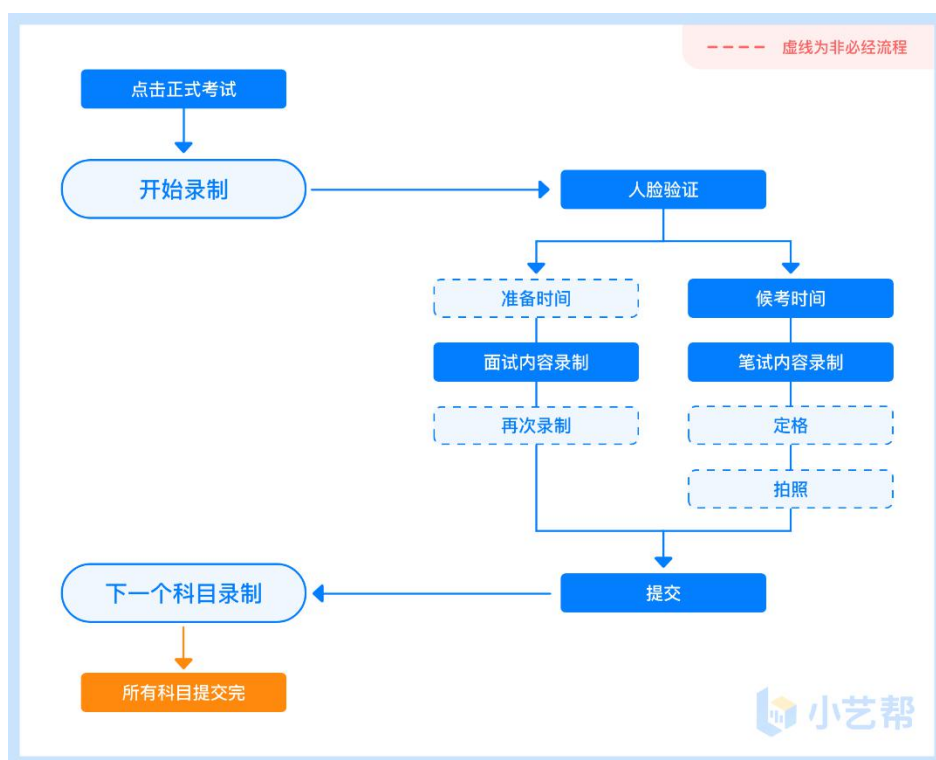 虚线为非必经流程
点击正式考试
开始录制
人脸验证
准备时间
候考时间
面试内容录制
笔试内容录制
再次录制
定格
拍照
下一个科目录制
提交
所有科目提交完
小艺帮